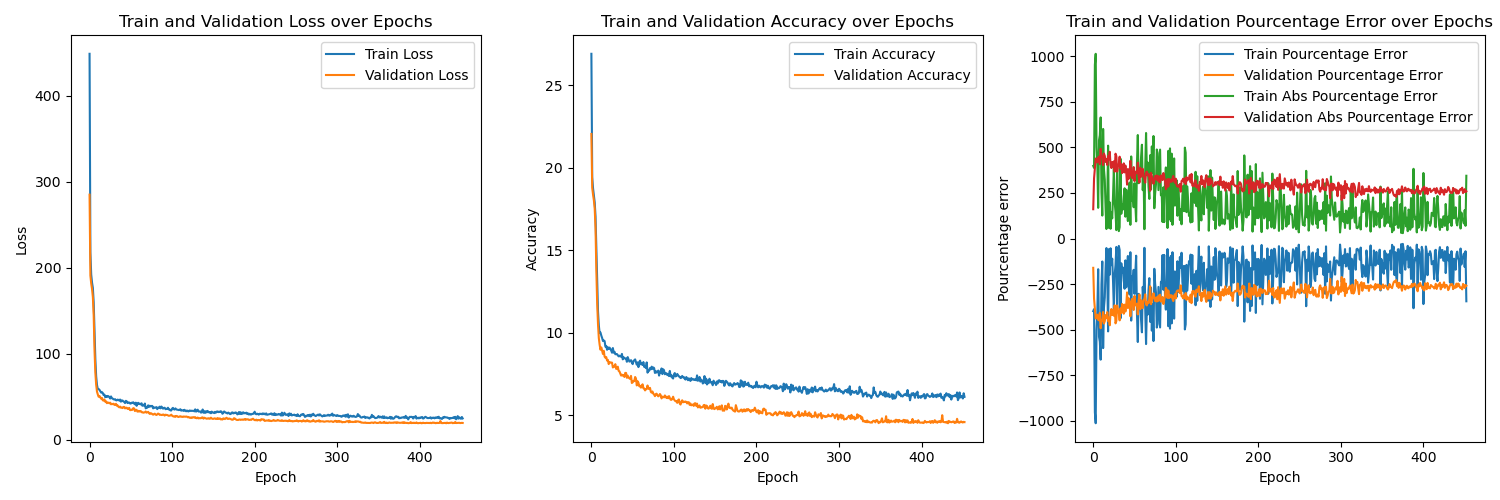 Train and Validation Loss over Epochs
Train Loss
Validation Loss
Loss
400
300
200
100
0
0 100 200 300 400
Epoch
Train and Validation Accuracy over Epochs
Train Accuracy
Validation Accuracy
Accuracy
25
20
15
10
5
0 100 200 300 400
Epoch
Train and Validation Pourcentage Error over Epochs
Train Pourcentage Error
Validation Pourcentage Error
Train Abs Pourcentage Error
Validation Abs Pourcentage Error
Pourcentage error
1000
750
500
250
0
−250
−500
−750
−1000
0 100 200 300 400
Epoch